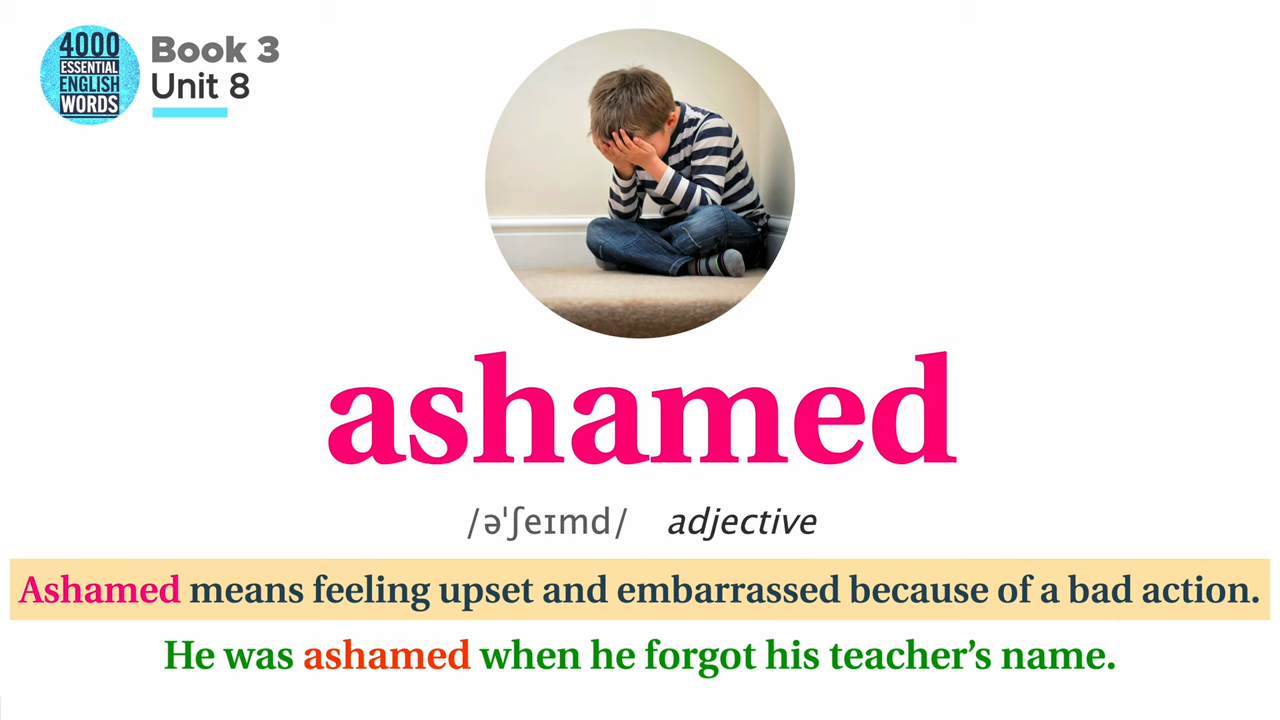 4000
ESSENTIAL
ENGLISH
WORDS
Book 3
Unit 8
ashamed
/əˈʃeɪmd/ adjective
Ashamed means feeling upset and embarrassed because of a bad action.
He was ashamed when he forgot his teacher’s name.